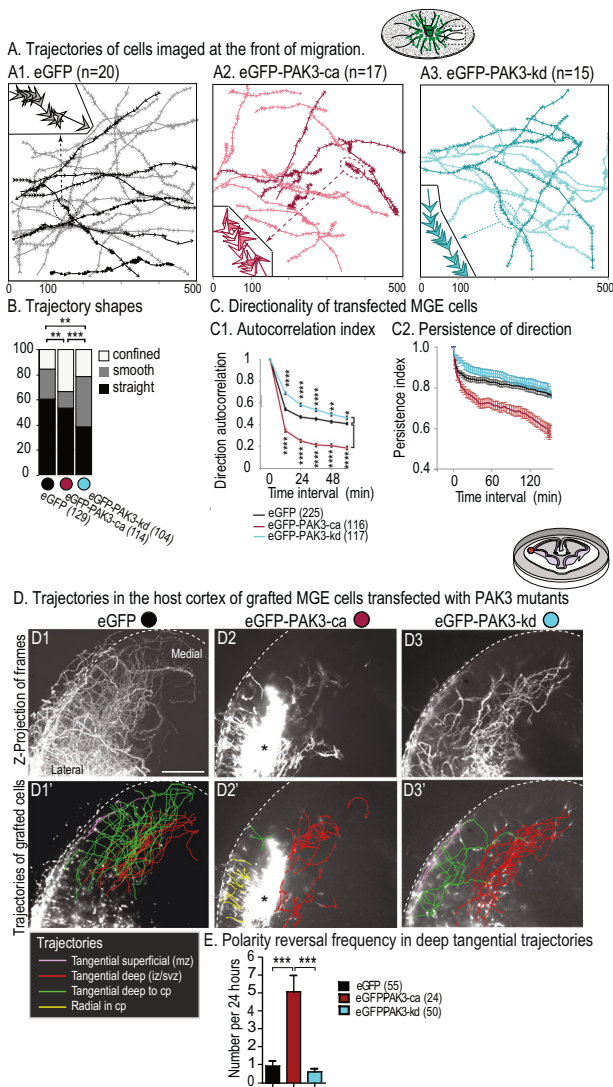 A. Trajectories of cells imaged at the front of migration.
A1. eGFP (n=20)
A2. eGFP-PAK3-ca (n=17)
A3. eGFP-PAK3-kd (n=15)
0 100 500
0 100 500
0 100 500
B. Trajectory shapes
**
** ***
100
80
60
40
20
0
confined
smooth
straight
eGFP (129)
eGFP-PAK3-ca (114)
eGFP-PAK3-kd (104)
C. Directionality of transfected MGE cells
C1. Autocorrelation index
Direction autocorrelation
1
0.8
0.6
0.4
0.2
0 24 48
Time interval (min)
eGFP (225)
eGFP-PAK3-ca (116)
eGFP-PAK3-kd (117)
C2. Persistence of direction
Persistence index
1.0
0.8
0.6
0.4
0 60 120
Time interval (min)
D. Trajectories in the host cortex of grafted MGE cells transfected with PAK3 mutants
eGFP
eGFP-PAK3-ca
eGFP-PAK3-kd
Z-Projection of frames
D1
Medial
Lateral
D2
*
D3
Trajectories of grafted cells
D1'
D2'
*
D3'
Trajectories
Tangential superficial (mz)
Tangential deep (iz/svz)
Tangential deep to cp
Radial in cp
E. Polarity reversal frequency in deep tangential trajectories
Number per 24 hours
7
6
5
4
3
2
1
0
*** ***
eGFP (55)
eGFPPAK3-ca (24)
eGFPPAK3-kd (50)